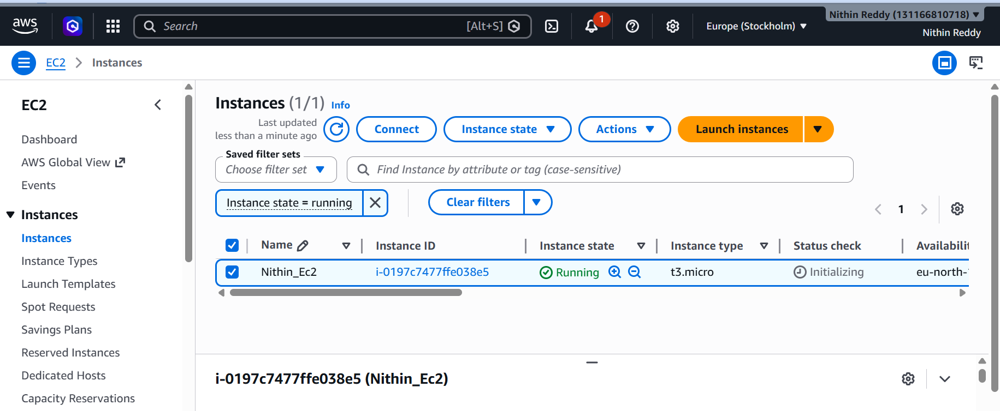 aws
Search
[Alt+S]
1
Europe (Stockholm)
Nithin Reddy (131166810718)
Nithin Reddy
EC2
Instances
EC2
Dashboard
AWS Global View
Events
Instances
Instances
Instance Types
Launch Templates
Spot Requests
Savings Plans
Reserved Instances
Dedicated Hosts
Capacity Reservations
Instances (1/1) Info
Last updated
less than a minute ago
Connect
Instance state
Actions
Launch instances
Saved filter sets
Choose filter set
Find Instance by attribute or tag (case-sensitive)
Instance state = running
Clear filters
1
Name Instance ID Instance state Instance type Status check Availabilit
Nithin_Ec2 i-0197c7477ffe038e5 Running t3.micro Initializing eu-north-
i-0197c7477ffe038e5 (Nithin_Ec2)